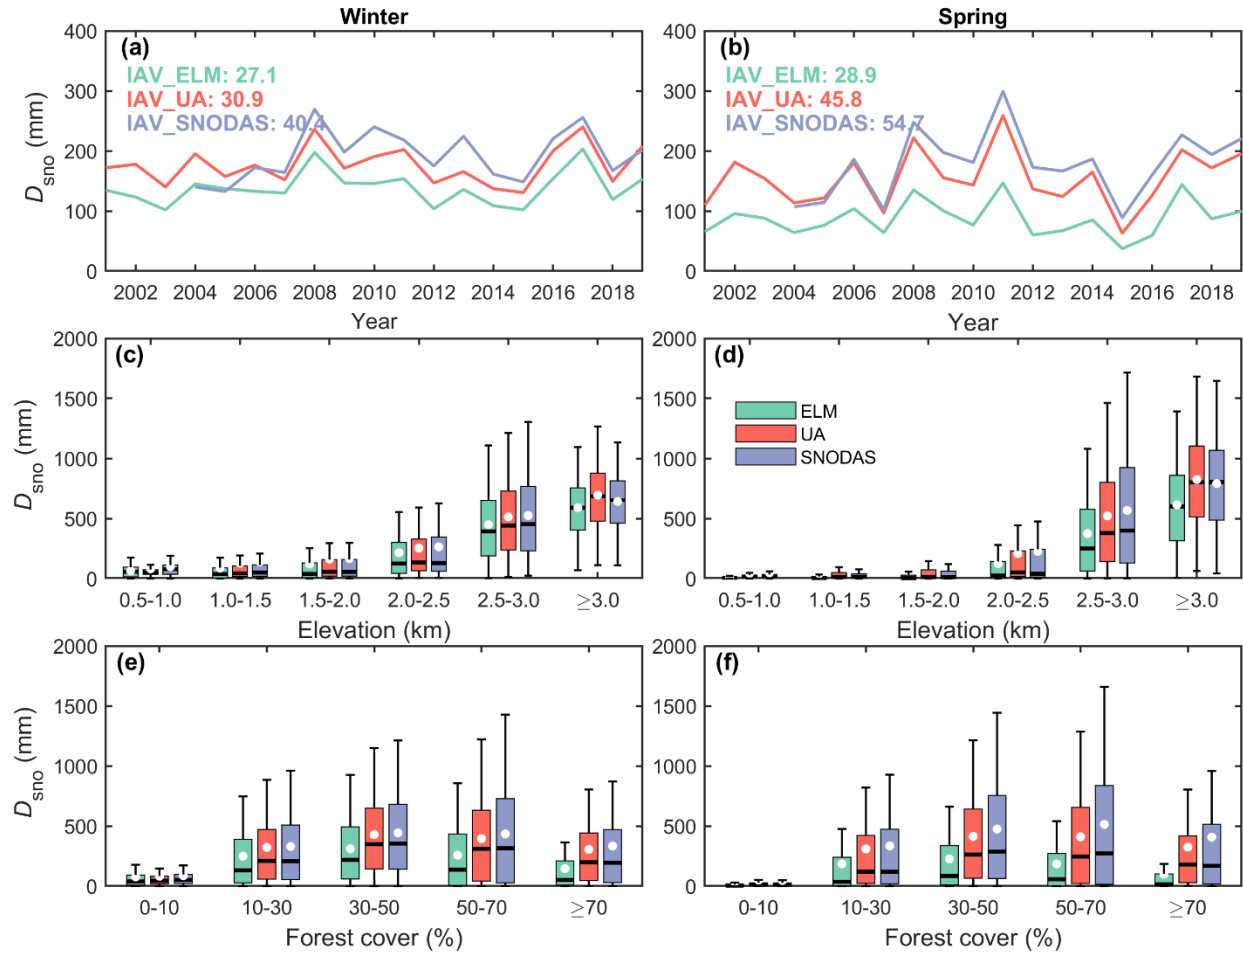 Winter
Spring
(a)
IAV_ELM: 27.1
IAV_UA: 30.9
IAV_SNODAS: 40.4
400
300
200
100
0
Dsno (mm)
2002 2004 2006 2008 2010 2012 2014 2016 2018
Year
(b)
IAV_ELM: 28.9
IAV_UA: 45.8
IAV_SNODAS: 54.7
400
300
200
100
0
2002 2004 2006 2008 2010 2012 2014 2016 2018
Year
(c)
2000
1500
1000
500
0
Dsno (mm)
0.5-1.0 1.0-1.5 1.5-2.0 2.0-2.5 2.5-3.0 ≥3.0
Elevation (km)
(d)
ELM
UA
SNODAS
2000
1500
1000
500
0
0.5-1.0 1.0-1.5 1.5-2.0 2.0-2.5 2.5-3.0 ≥3.0
Elevation (km)
(e)
2000
1500
1000
500
0
Dsno (mm)
0-10 10-30 30-50 50-70 ≥70
Forest cover (%)
(f)
2000
1500
1000
500
0
0-10 10-30 30-50 50-70 ≥70
Forest cover (%)